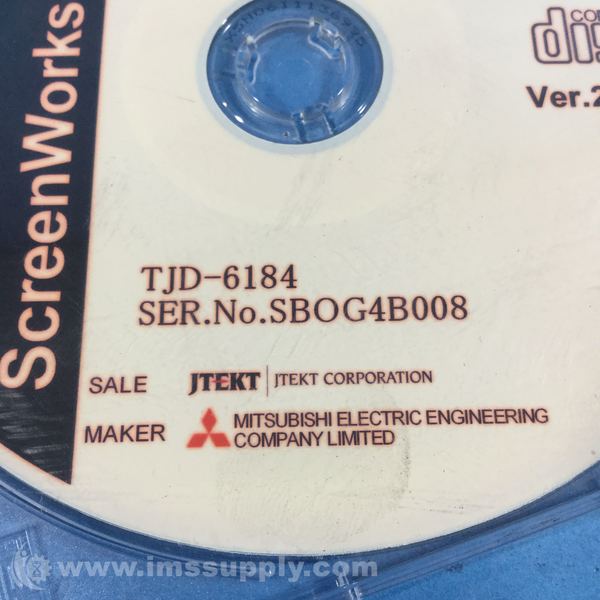 ScreenWorks
Ver.2
TJD-6184
SER.No.SBOG4B008
SALE JTEKT JTEKT CORPORATION
MAKER MITSUBISHI ELECTRIC ENGINEERING
COMPANY LIMITED
www.imssupply.com